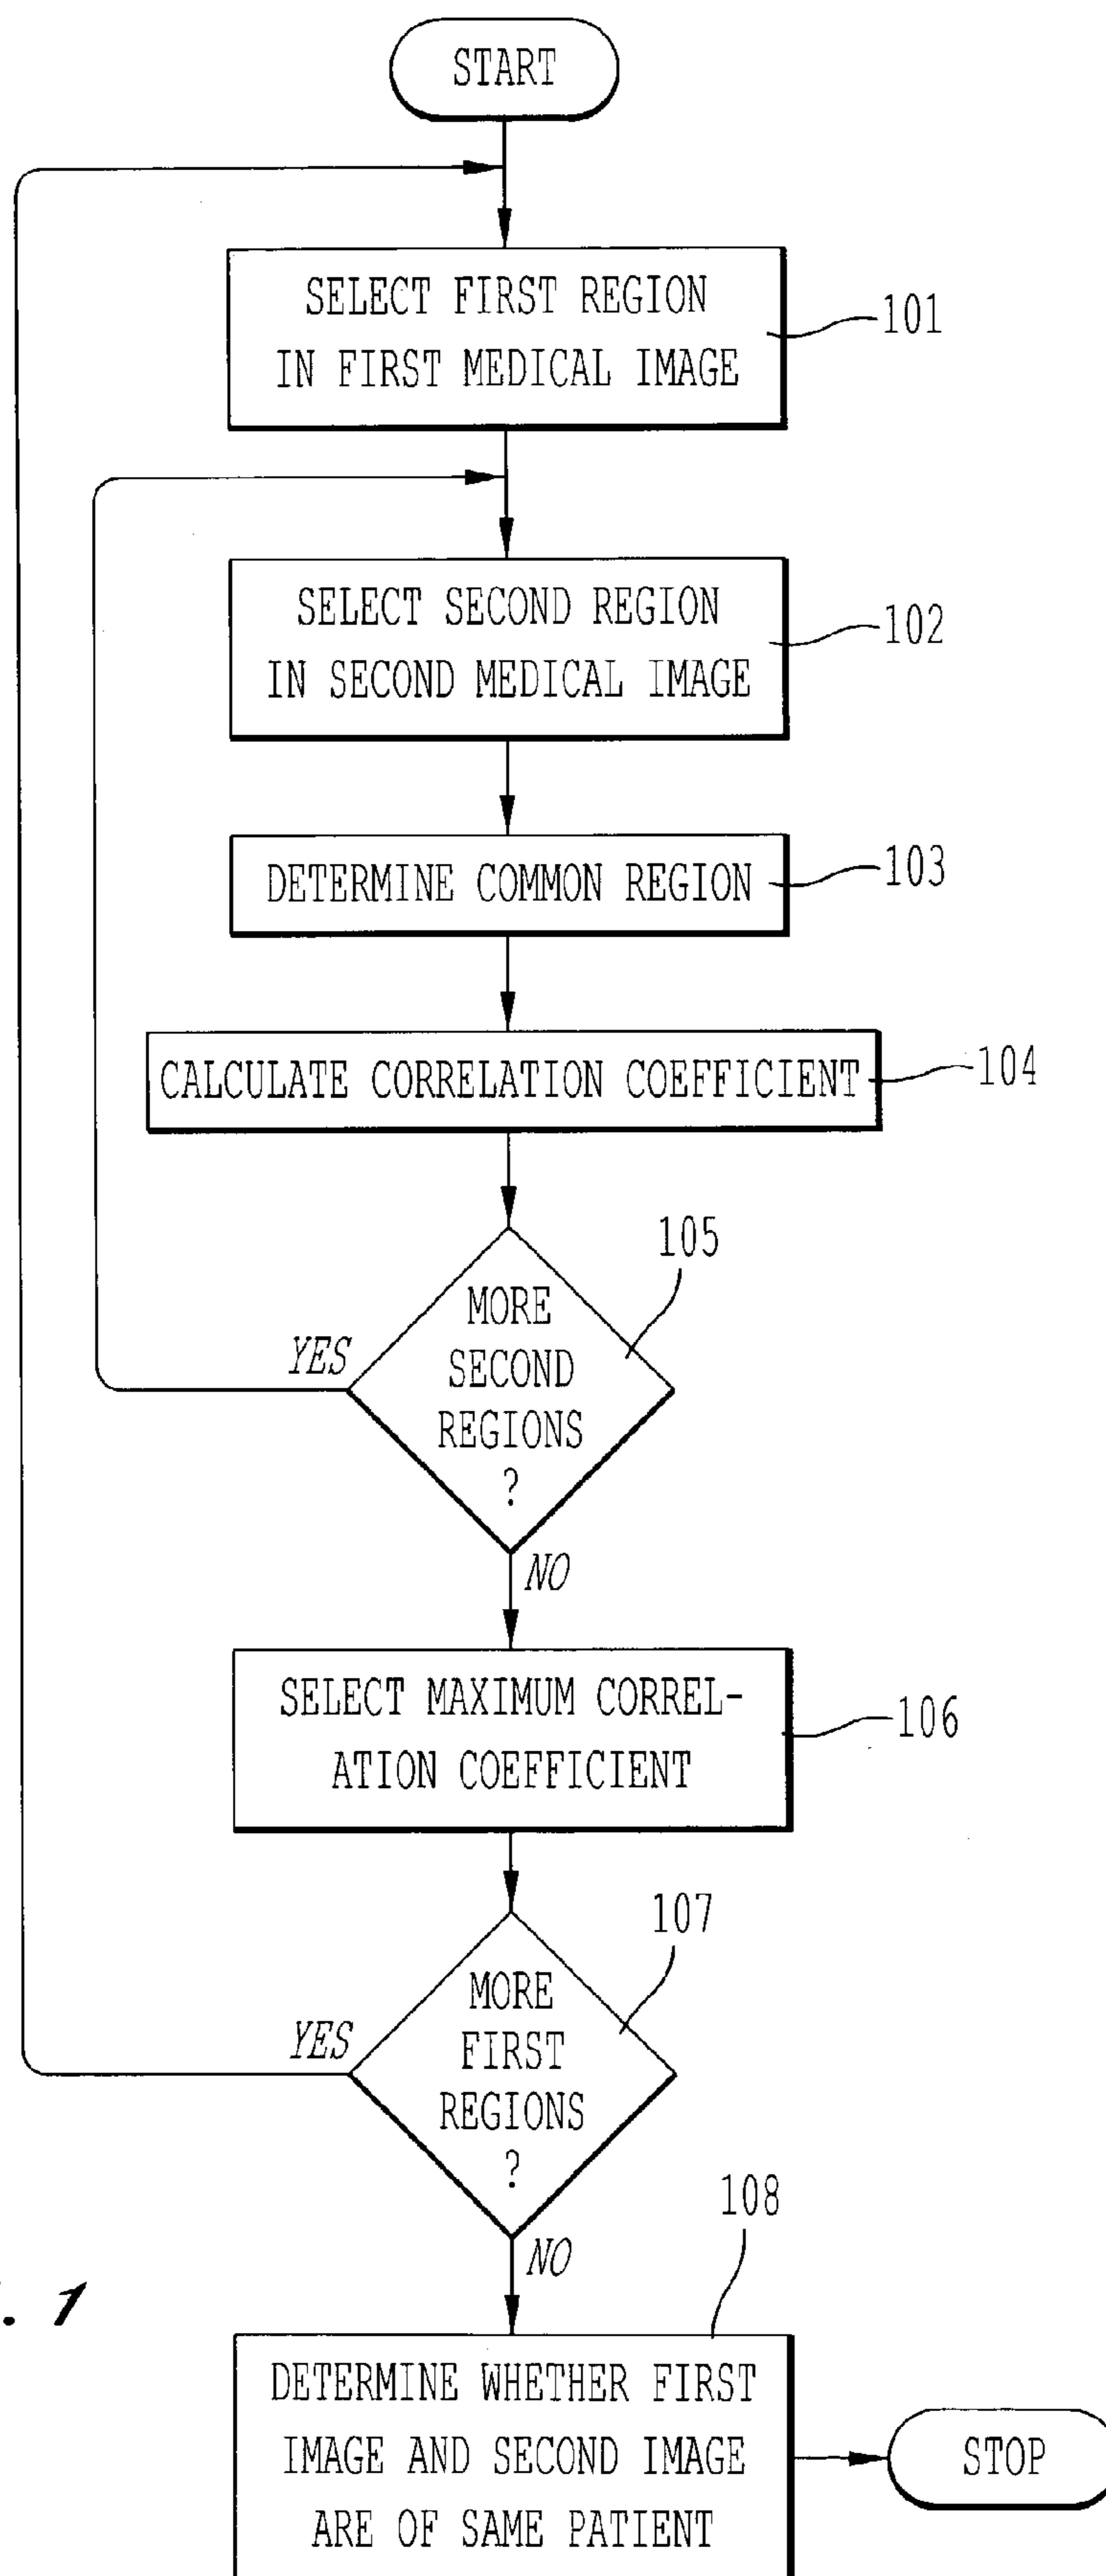 START
SELECT FIRST REGION
IN FIRST MEDICAL IMAGE
101
SELECT SECOND REGION
IN SECOND MEDICAL IMAGE
102
DETERMINE COMMON REGION
103
CALCULATE CORRELATION COEFFICIENT
104
105
MORE
SECOND
REGIONS
?
YES
NO
SELECT MAXIMUM CORREL-
ATION COEFFICIENT
106
107
MORE
FIRST
REGIONS
?
YES
NO
108
. 1
DETERMINE WHETHER FIRST
IMAGE AND SECOND IMAGE
ARE OF SAME PATIENT
STOP